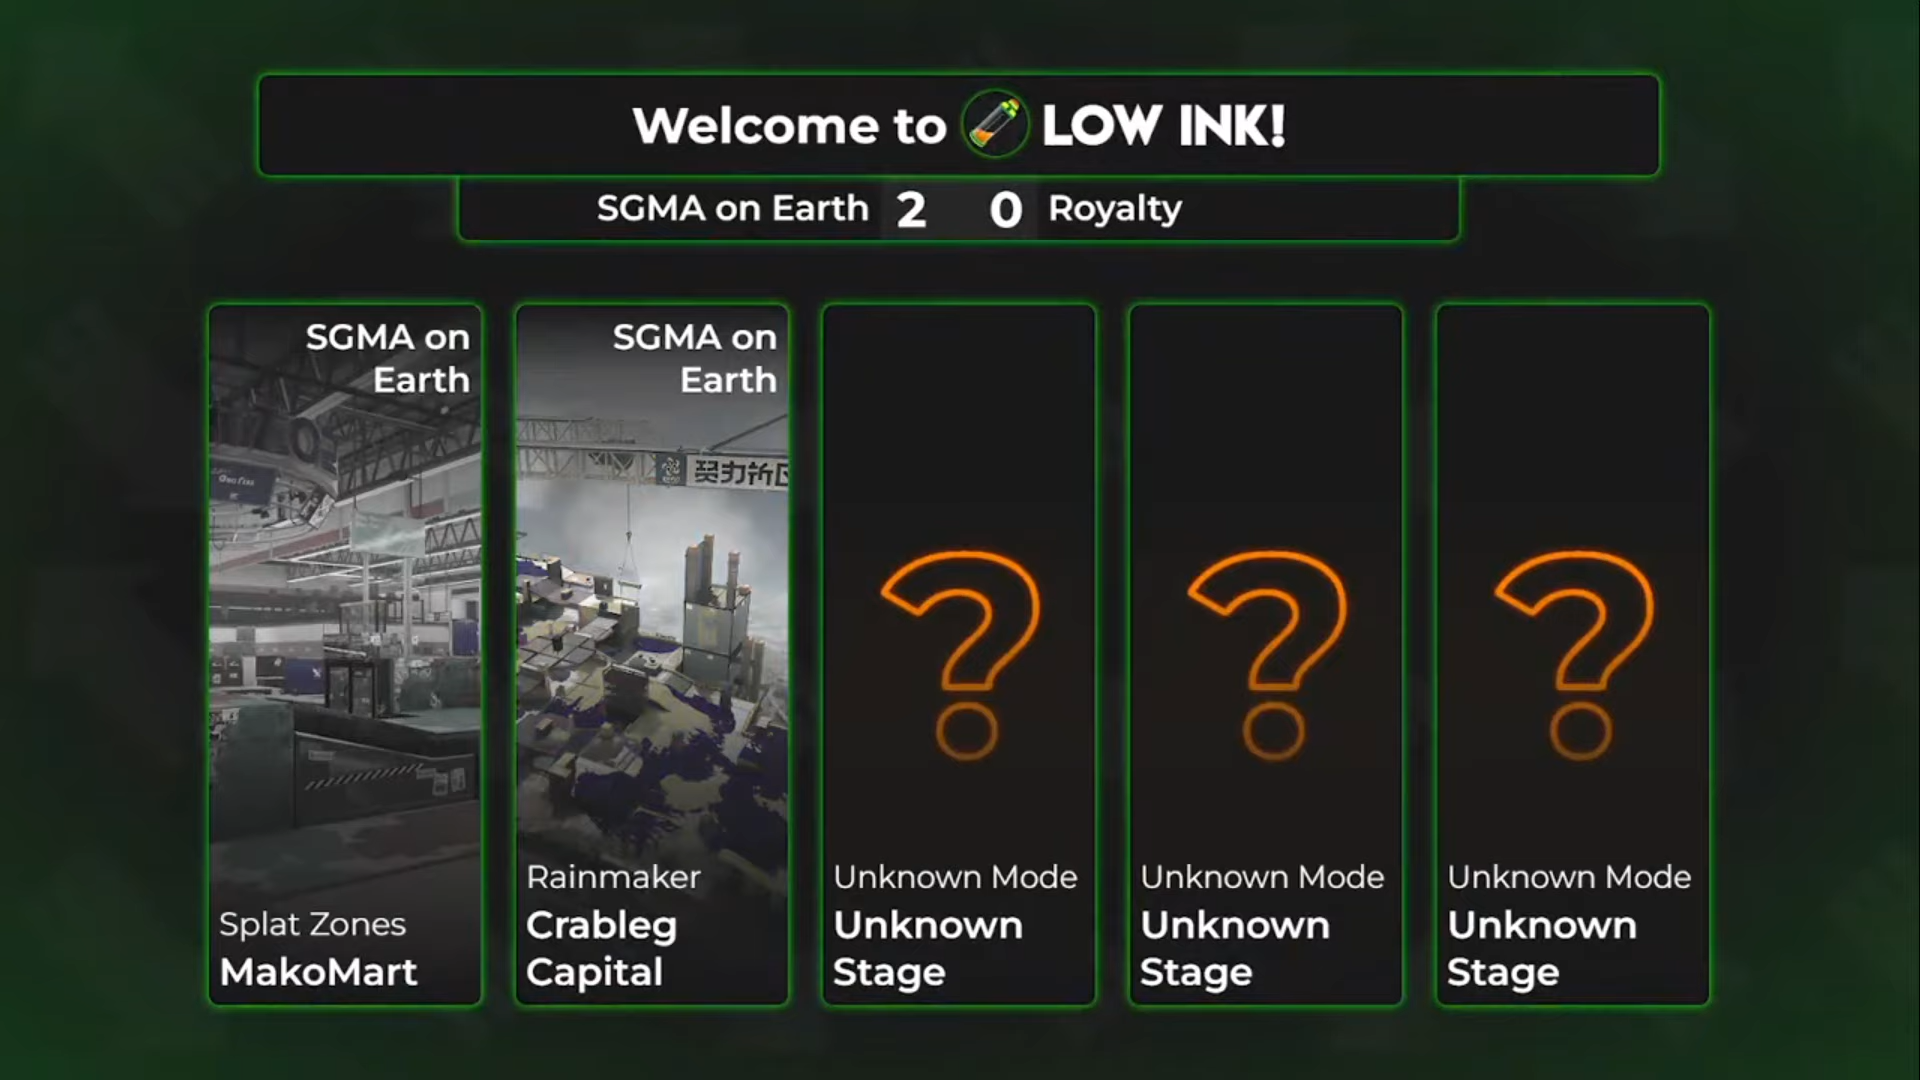 Welcome to LOW INK!
SGMA on Earth 2 0 Royalty
SGMA on
Earth
Splat Zones
MakoMart
SGMA on
Earth
Rainmaker
Crableg
Capital
Unknown Mode
Unknown
Stage
Unknown Mode
Unknown
Stage
Unknown Mode
Unknown
Stage